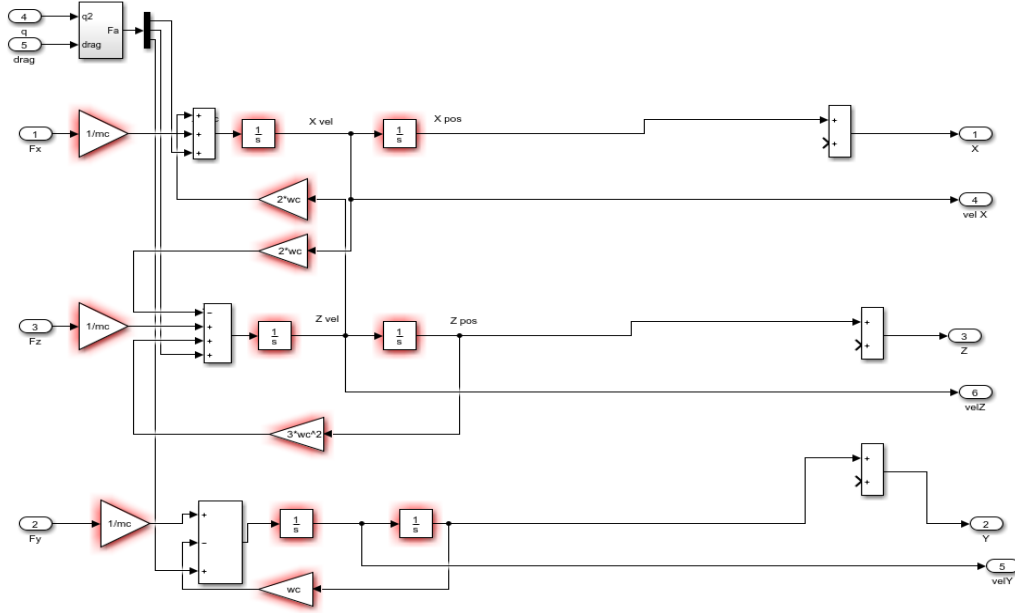 4
q
q2
Fa
5
drag
drag
1
Fx
1/mc
+
+
+
c
1
s
X vel
1
s
X pos
+
+
1
X
2*wc
4
vel X
2*wc
3
Fz
1/mc
−
+
+
+
1
s
Z vel
1
s
Z pos
+
+
3
Z
6
velZ
3*wc^2
2
Fy
1/mc
+
−
+
1
s
1
s
+
+
2
Y
wc
5
velY